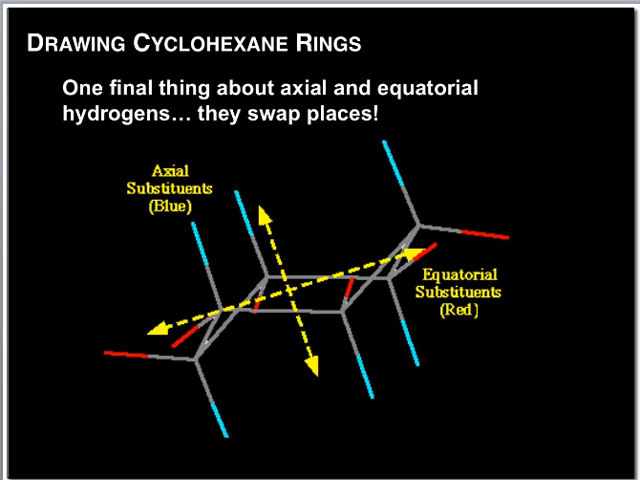 DRAWING CYCLOHEXANE RINGS
One final thing about axial and equatorial
hydrogens… they swap places!
Axial
Substituents
(Blue)
Equatorial
Substituents
(Red)